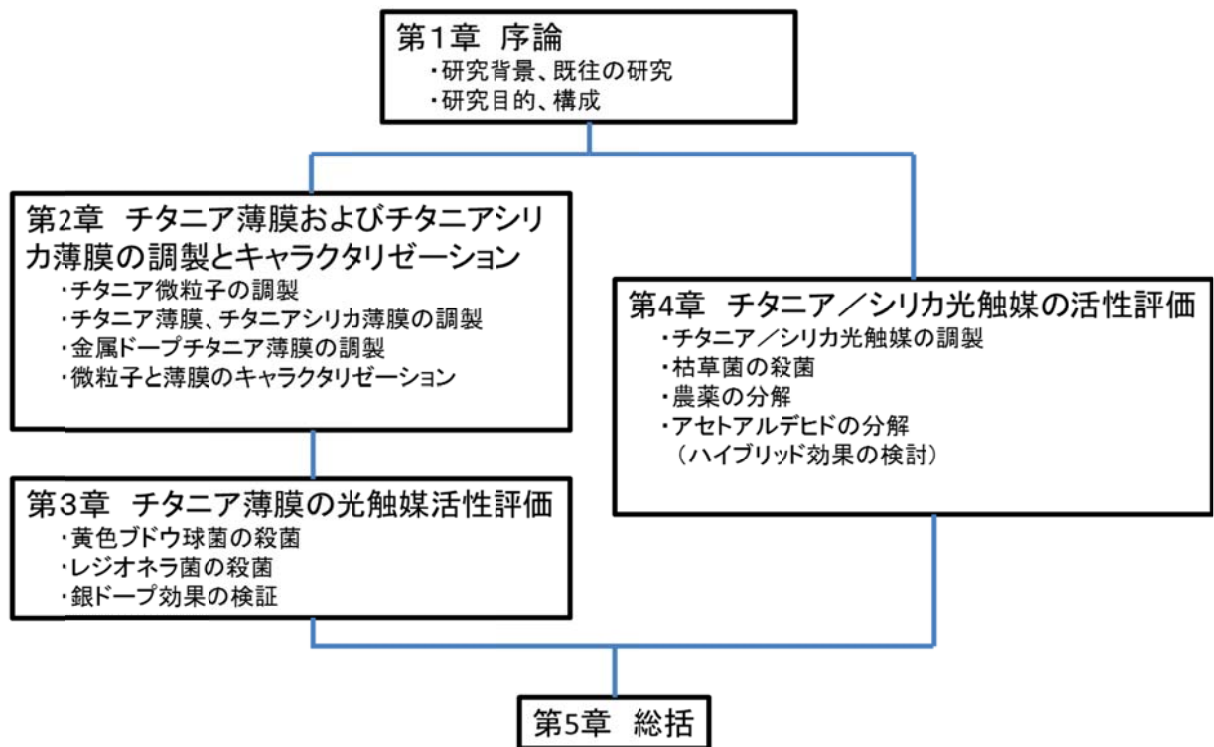 第１章 序論
・研究背景、既往の研究
・研究目的、構成
第2章 チタニア薄膜およびチタニアシリ
カ薄膜の調製とキャラクタリゼーション
・チタニア微粒子の調製
・チタニア薄膜、チタニアシリカ薄膜の調製
・金属ドープチタニア薄膜の調製
・微粒子と薄膜のキャラクタリゼーション
第３章 チタニア薄膜の光触媒活性評価
・黄色ブドウ球菌の殺菌
・レジオネラ菌の殺菌
・銀ドープ効果の検証
第4章 チタニア／シリカ光触媒の活性評価
・チタニア／シリカ光触媒の調製
・枯草菌の殺菌
・農薬の分解
・アセトアルデヒドの分解
（ハイブリッド効果の検討）
第5章 総括